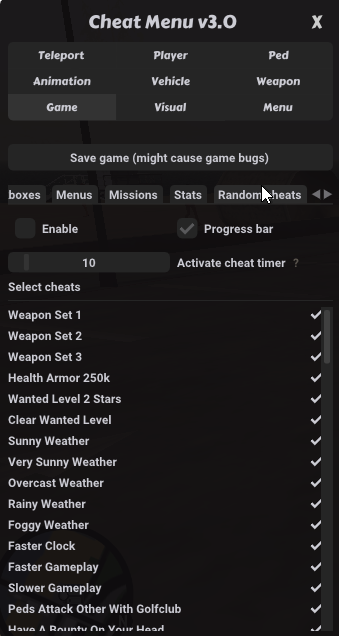 Cheat Menu v3.0 X
Teleport Player Ped
Animation Vehicle Weapon
Game Visual Menu
Save game (might cause game bugs)
boxes Menus Missions Stats Random cheats
Enable Progress bar
10 Activate cheat timer ?
Select cheats
Weapon Set 1
Weapon Set 2
Weapon Set 3
Health Armor 250k
Wanted Level 2 Stars
Clear Wanted Level
Sunny Weather
Very Sunny Weather
Overcast Weather
Rainy Weather
Foggy Weather
Faster Clock
Faster Gameplay
Slower Gameplay
Peds Attack Other With Golfclub
Have A Bounty On Your Head